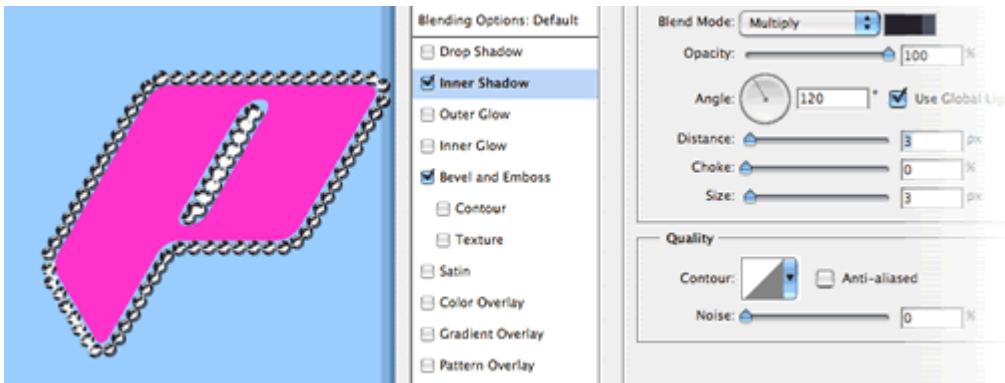 Blending Options: Default
Drop Shadow
Inner Shadow
Outer Glow
Inner Glow
Bevel and Emboss
Contour
Texture
Satin
Color Overlay
Gradient Overlay
Pattern Overlay
Blend Mode: Multiply
Opacity: 100 %
Angle: 120 ° Use Global Lig
Distance: 3 px
Choke: 0 %
Size: 3 px
Quality
Contour: Anti-aliased
Noise: 0 %
P